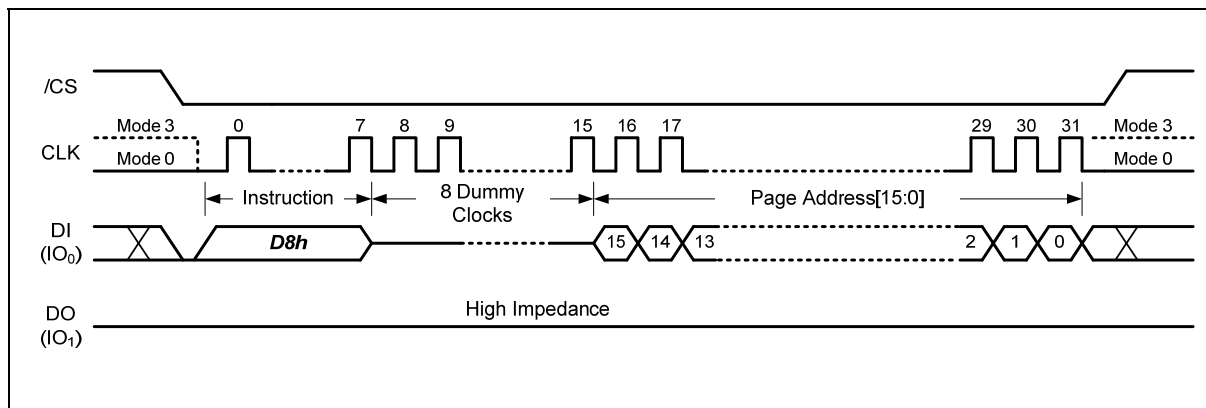 /CS
Mode 3
0
7
8
9
15
16
17
29
30
31
Mode 3
CLK
Mode 0
Mode 0
Instruction
8 Dummy
Clocks
Page Address[15:0]
DI
(IO₀)
D8h
15
14
13
2
1
0
High Impedance
DO
(IO₁)